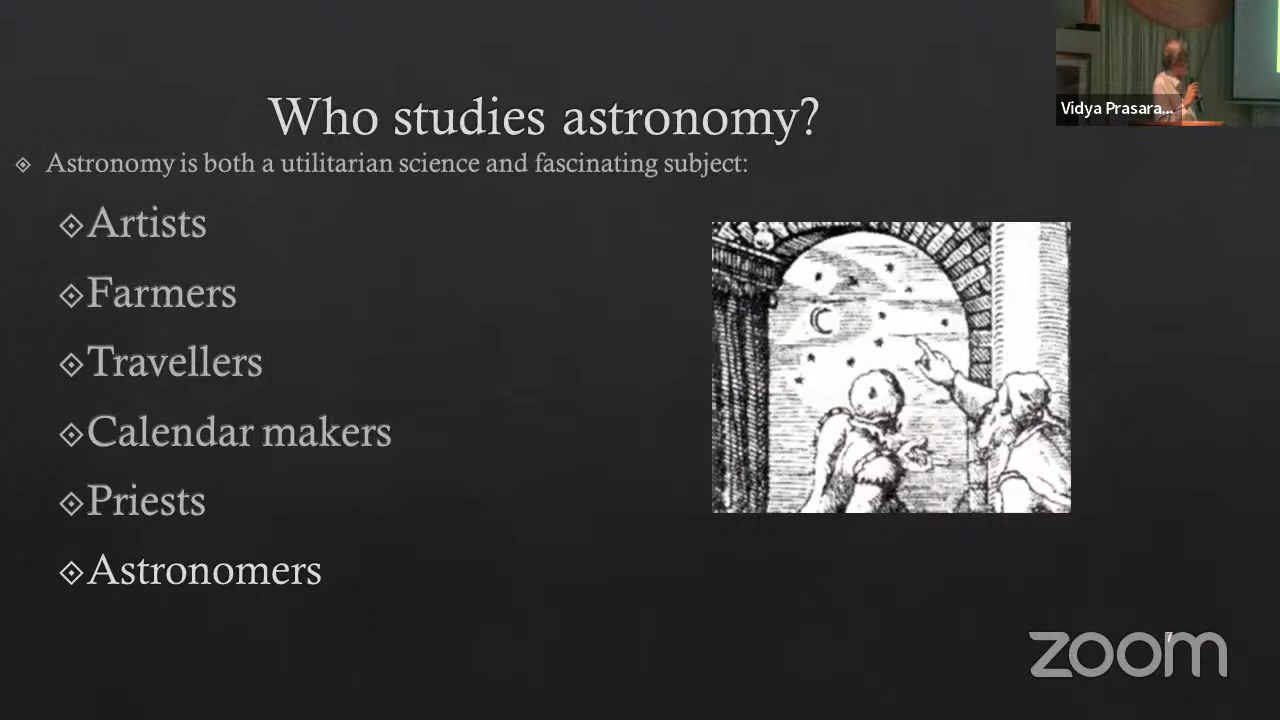 Who studies astronomy?
Astronomy is both a utilitarian science and fascinating subject:
Artists
Farmers
Travellers
Calendar makers
Priests
Astronomers
Vidya Prasara...
7
zoom